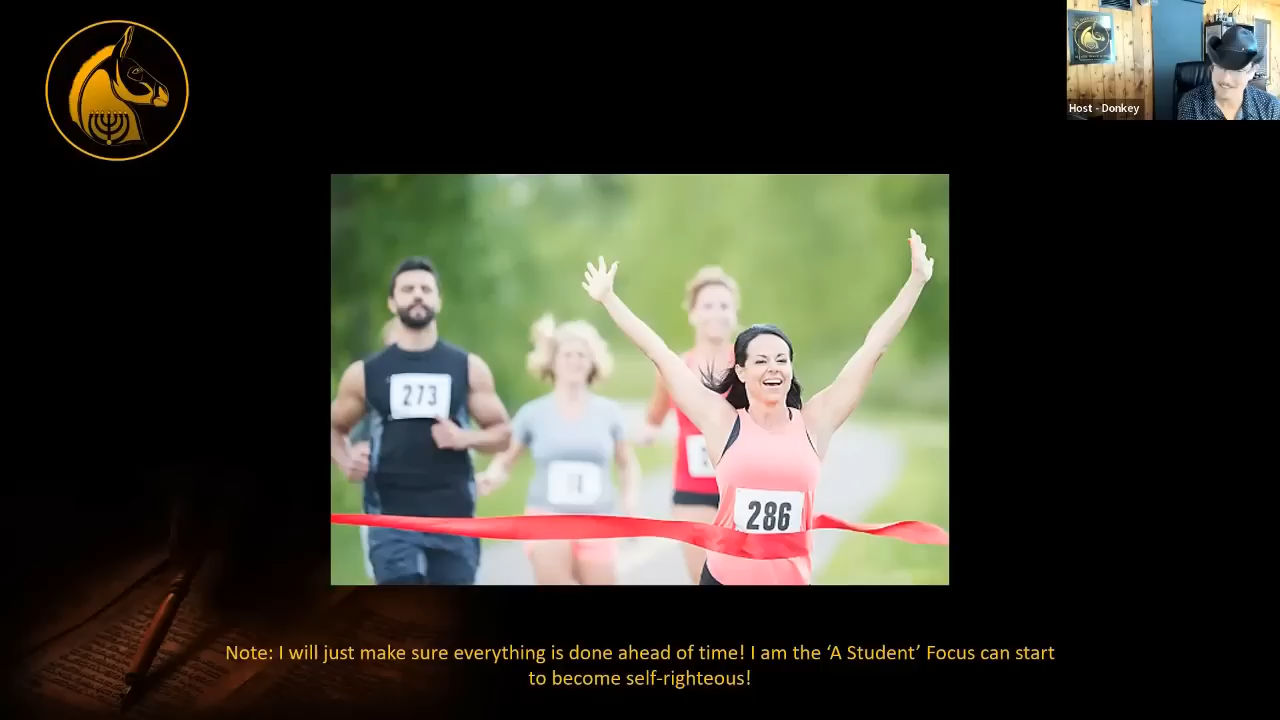 Host - Donkey
273
286
Note: I will just make sure everything is done ahead of time! I am the ‘A Student’ Focus can start
to become self-righteous!